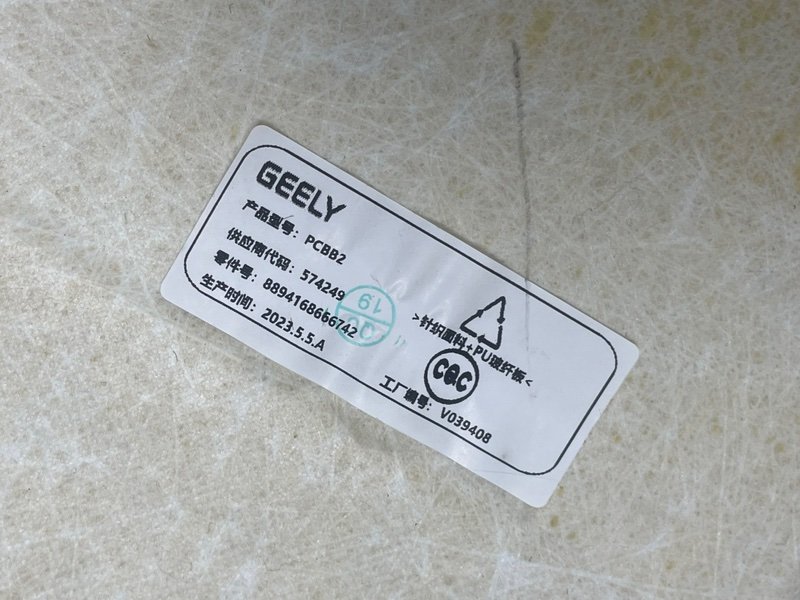 GEELY
产品型号：PCBB2
供应商代码：574249
零件号：8894168666742
生产时间：2023.5.5.A
19
QC
>针织面料+PU玻纤板<
CQC
工厂编号：V039408